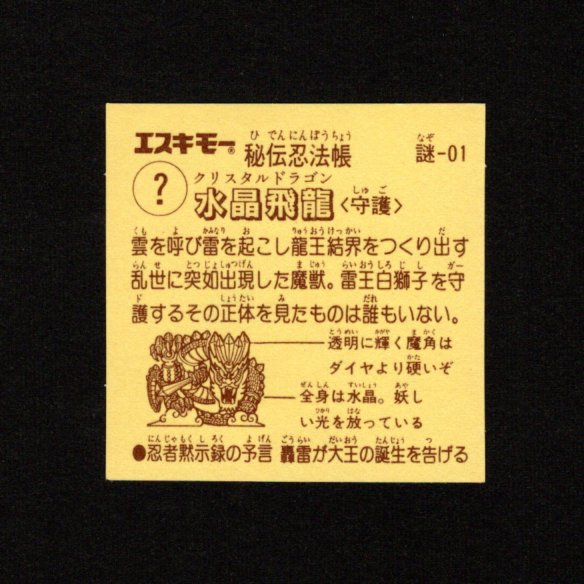 エスキモー® 秘伝忍法帳 謎-01
? 水晶飛龍〈守護〉
クリスタルドラゴン
雲を呼び雷を起こし龍王結界をつくり出す
乱世に突如出現した魔獣。雷王白獅子を守
護するその正体を見たものは誰もいない。
透明に輝く魔角は
ダイヤより硬いぞ
全身は水晶。妖し
い光を放っている
●忍者黙示録の予言 轟雷が大王の誕生を告げる